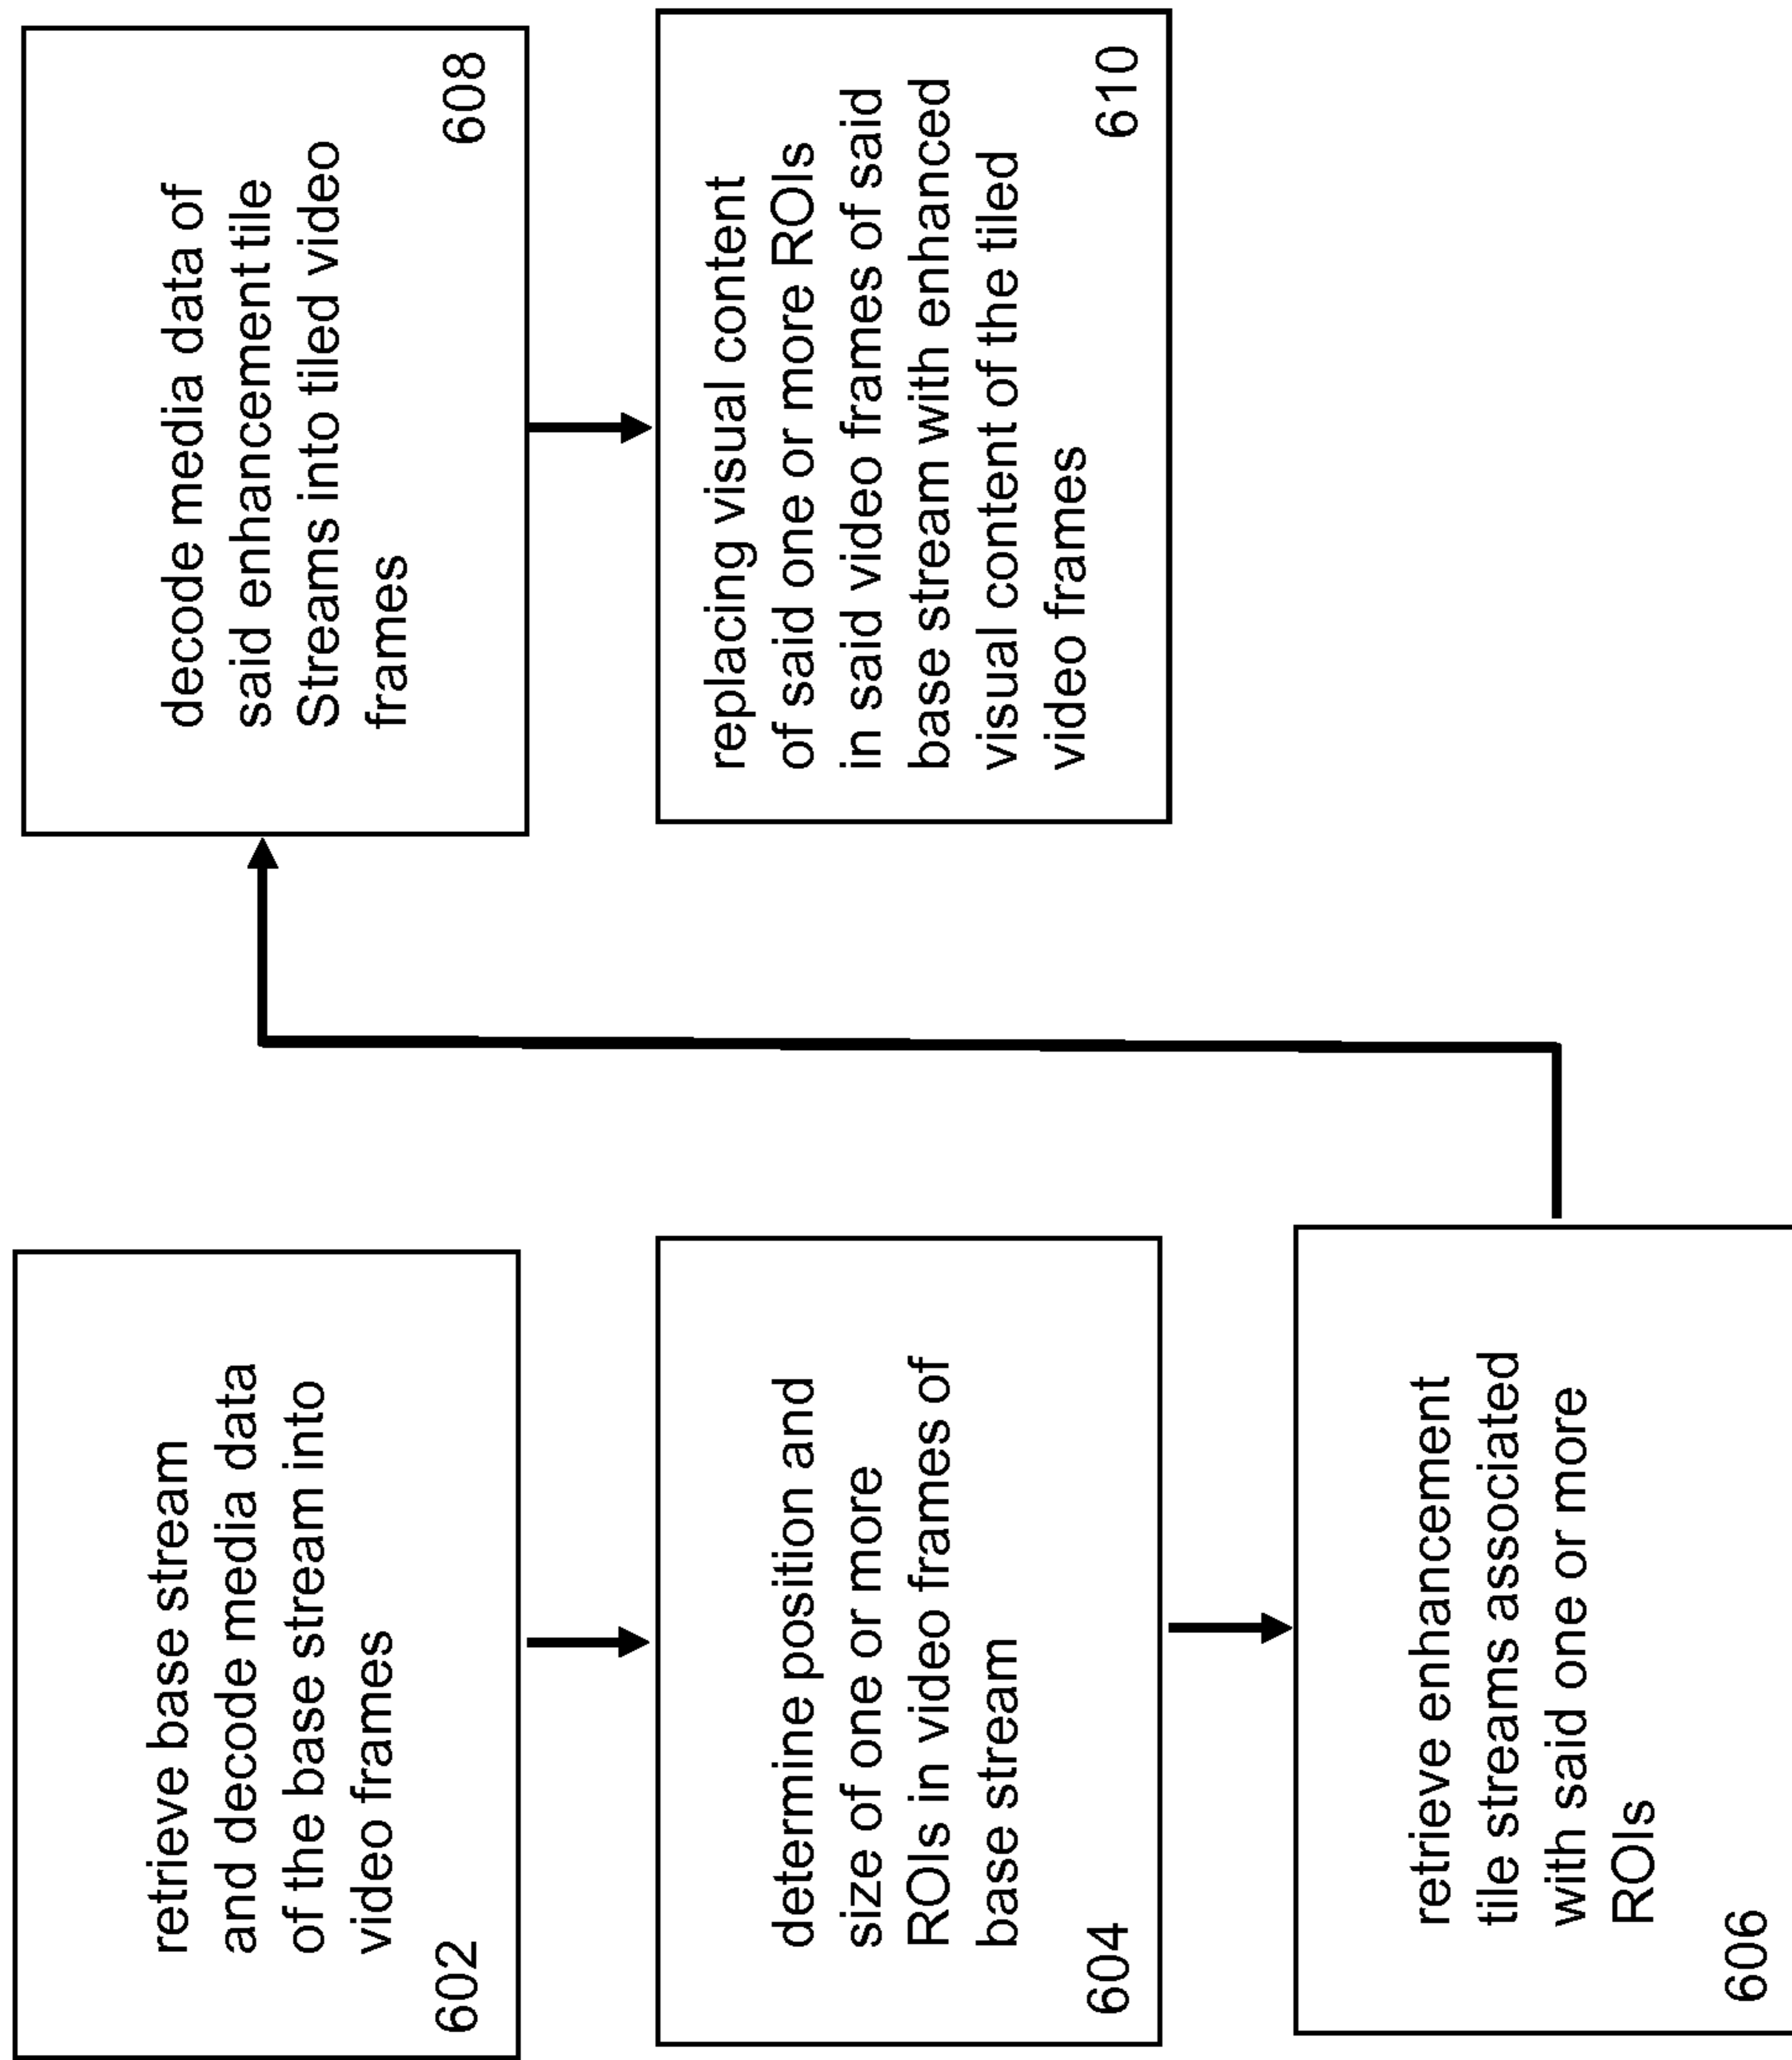 retrieve base stream
and decode media data
of the base stream into
video frames
602
determine position and
size of one or more
ROIs in video frames of
base stream
604
retrieve enhancement
tile streams associated
with said one or more
ROIs
606
decode media data of
said enhancement tile
Streams into tiled video
frames
608
replacing visual content
of said one or more ROIs
in said video frames of said
base stream with enhanced
visual content of the tiled
video frames
610